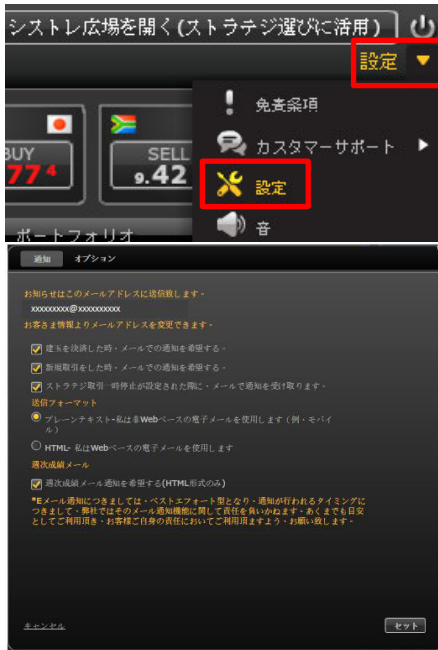 シストレ広場を開く(ストラテジ選びに活用)
設定 ▼
免責条項
BUY
SELL
カスタマーサポート ▶
774
9.42
設定
ポートフォリオ
音
通知 オプション
お知らせはこのメールアドレスに送信致します。
xxxxxxxxx@xxxxxxxxxx
お客さま情報よりメールアドレスを変更できます。
建玉を決済した時、メールでの通知を希望する。
新規取引をした時、メールでの通知を希望する。
ストラテジ取引一時停止が設定された際に、メールで通知を受け取ります。
送信フォーマット
プレーンテキスト-私は非Webベースの電子メールを使用します(例、モバイ
ル)
HTML- 私はWebベースの電子メールを使用します
週次成績メール
週次成績メール通知を希望する(HTML形式のみ)
*Eメール通知につきましては、ベストエフォート型となり、通知が行われるタイミングに
つきまして、弊社ではそのメール通知機能に関して責任を負いかねます。あくまでも目安
としてご利用頂き、お客様ご自身の責任においてご利用頂ますよう、お願い致します。
キャンセル
セット